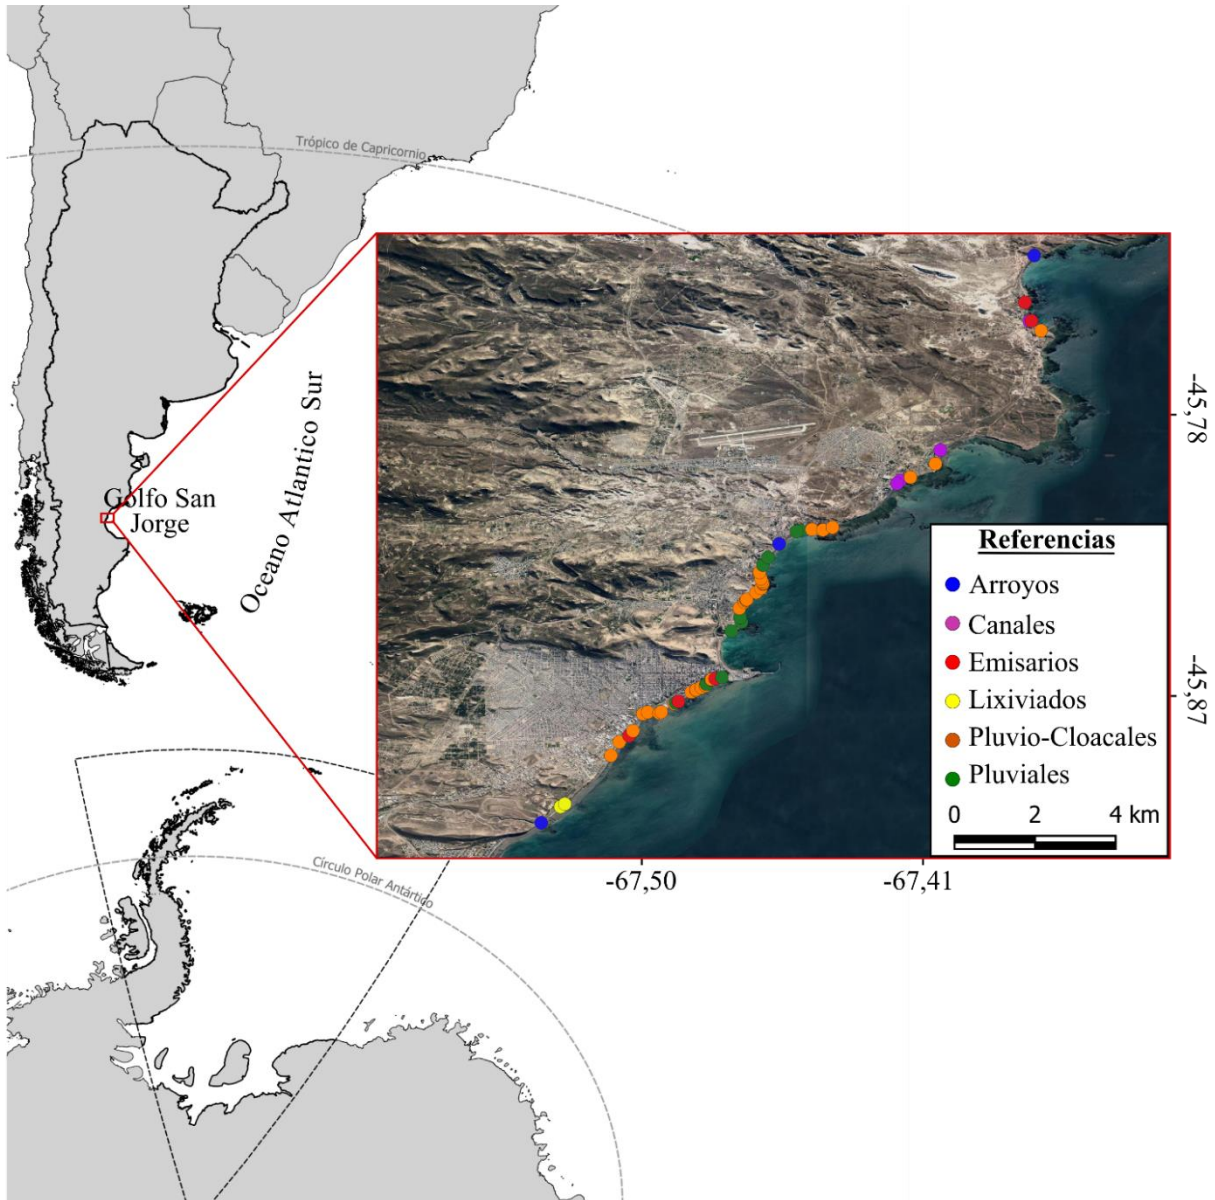 Trópico de Capricornio
Golfo San
Jorge
Oceano Atlantico Sur
-45,78
-45,87
Referencias
Arroyos
Canales
Emisarios
Lixiviados
Pluvio-Cloacales
Pluviales
0 2 4 km
-67,50 -67,41
Círculo Polar Antártico